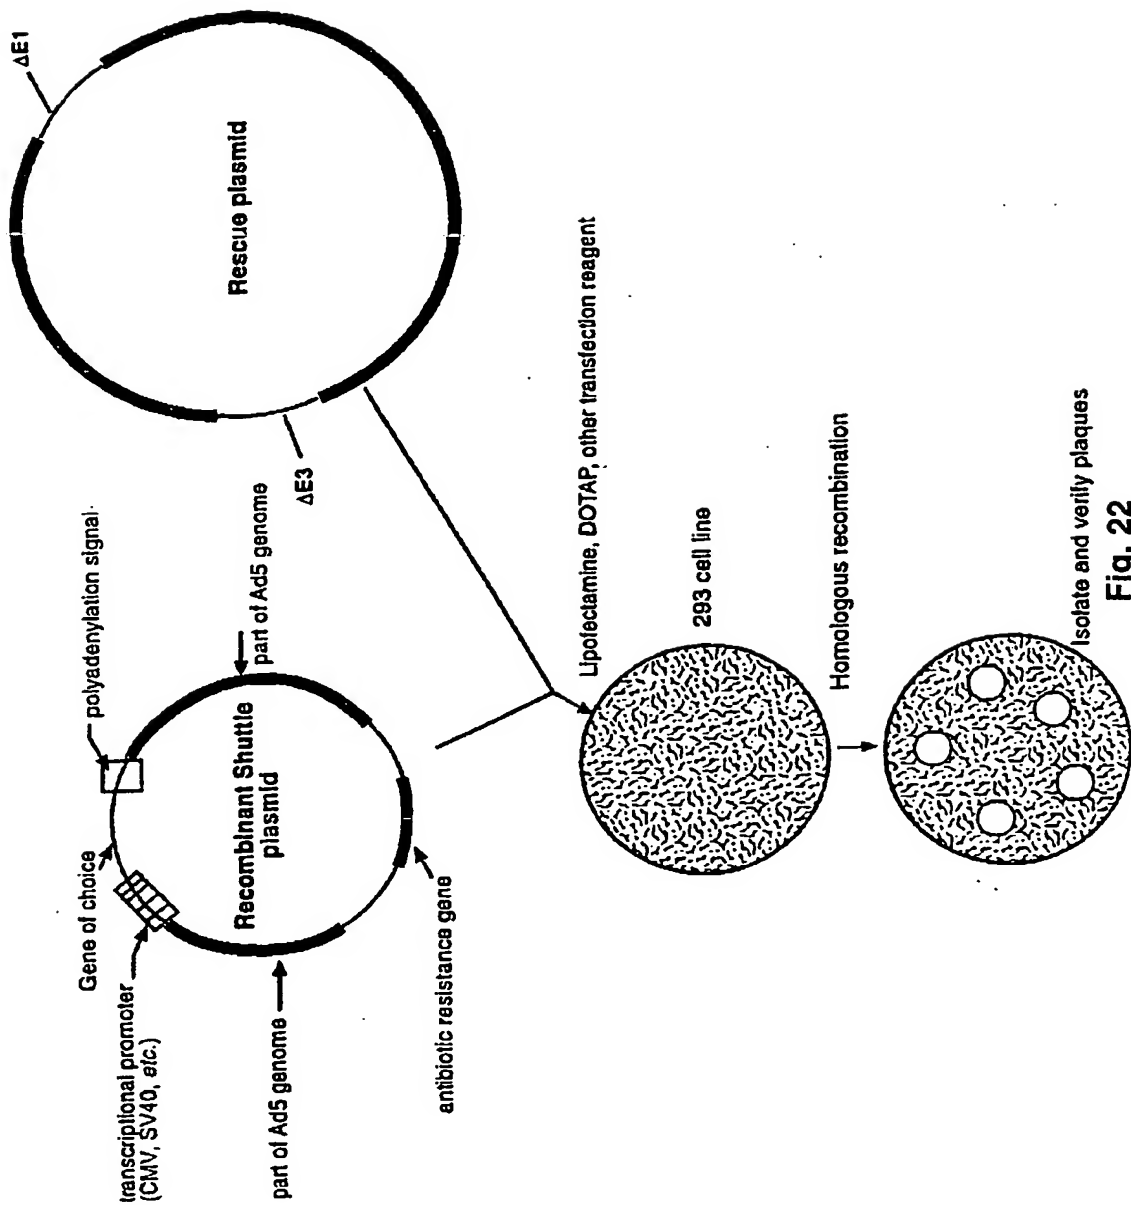 transcriptional promoter
(CMV, SV40, etc.)
Gene of choice
polyadenylation signal
part of Ad5 genome
Recombinant Shuttle
plasmid
part of Ad5 genome
antibiotic resistance gene
ΔE1
Rescue plasmid
ΔE3
Lipofectamine, DOTAP, other transfection reagent
293 cell line
Homologous recombination
Isolate and verify plaques
Fig. 22